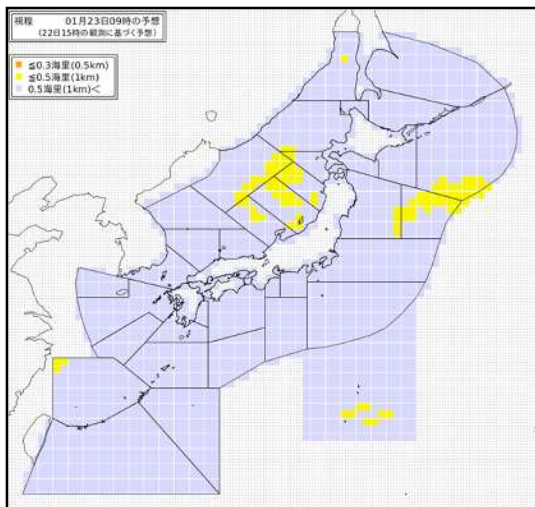 視程 01月23日09時の予想
(22日15時の観測に基づく予想)
≦0.3海里(0.5km)
≦0.5海里(1km)
0.5海里(1km)<